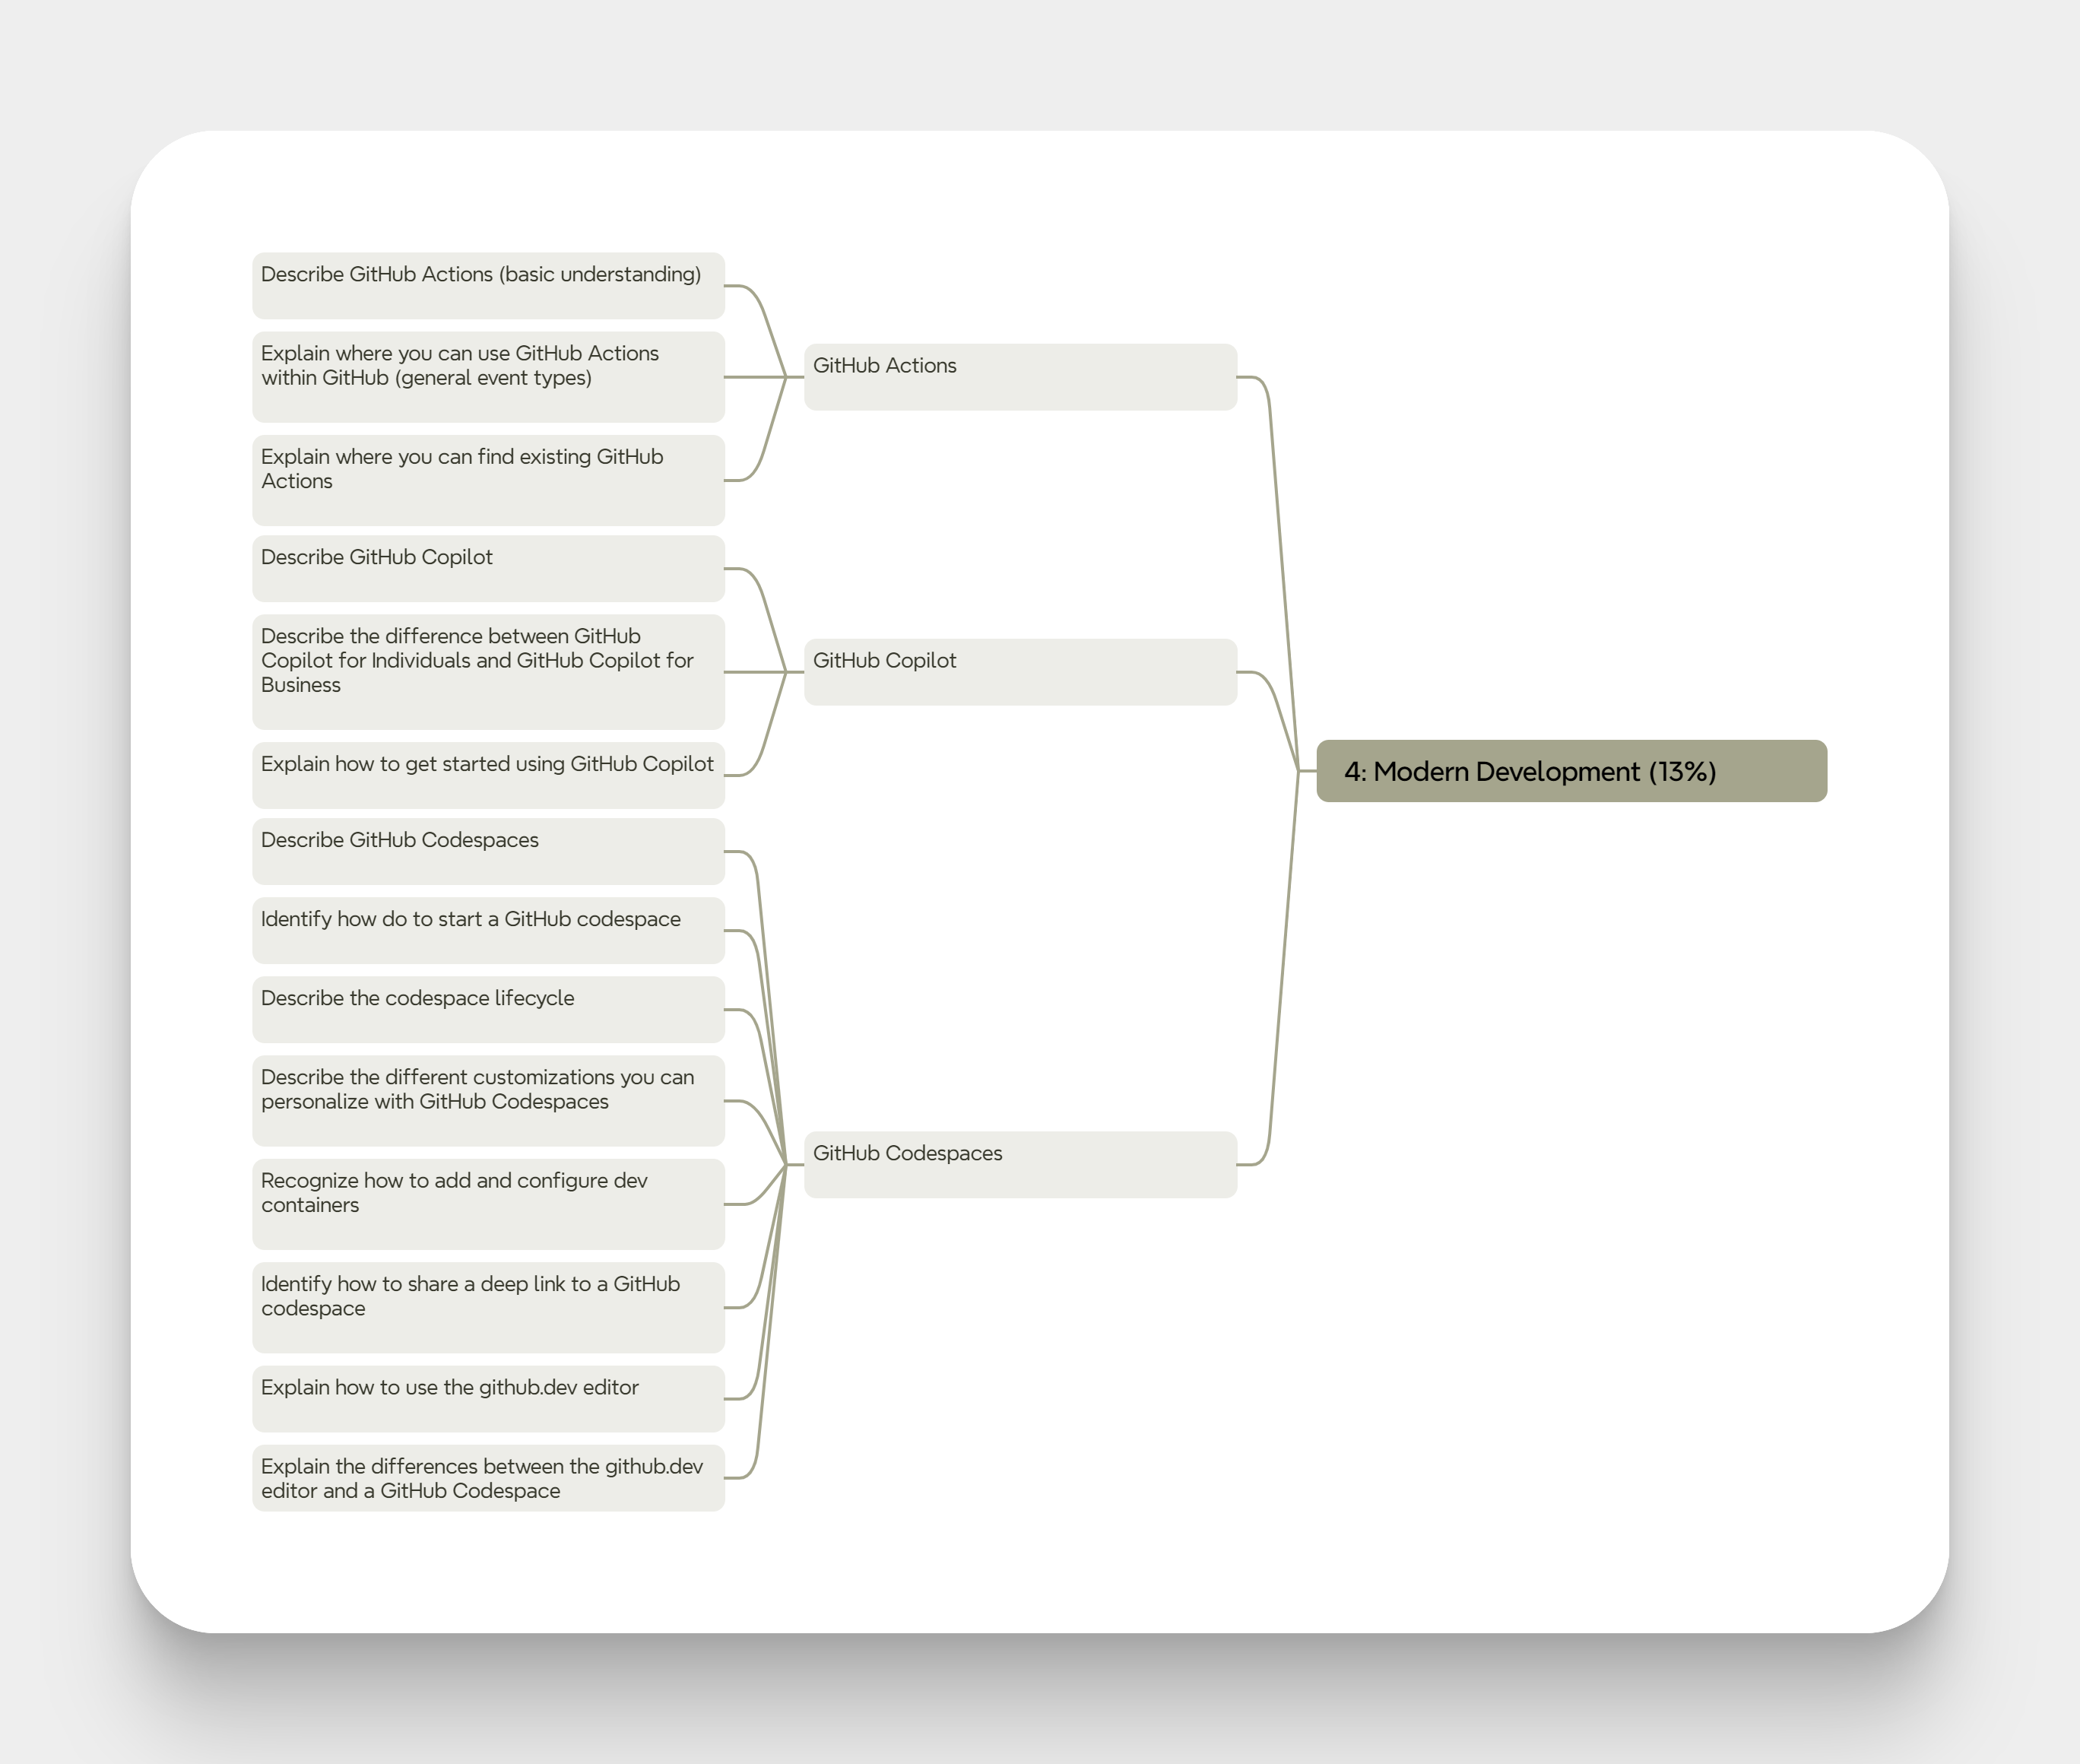 Describe GitHub Actions (basic understanding)
Explain where you can use GitHub Actions
within GitHub (general event types)
Explain where you can find existing GitHub
Actions
GitHub Actions
Describe GitHub Copilot
Describe the difference between GitHub
Copilot for Individuals and GitHub Copilot for
Business
Explain how to get started using GitHub Copilot
GitHub Copilot
Describe GitHub Codespaces
Identify how do to start a GitHub codespace
Describe the codespace lifecycle
Describe the different customizations you can
personalize with GitHub Codespaces
Recognize how to add and configure dev
containers
Identify how to share a deep link to a GitHub
codespace
Explain how to use the github.dev editor
Explain the differences between the github.dev
editor and a GitHub Codespace
GitHub Codespaces
4: Modern Development (13%)